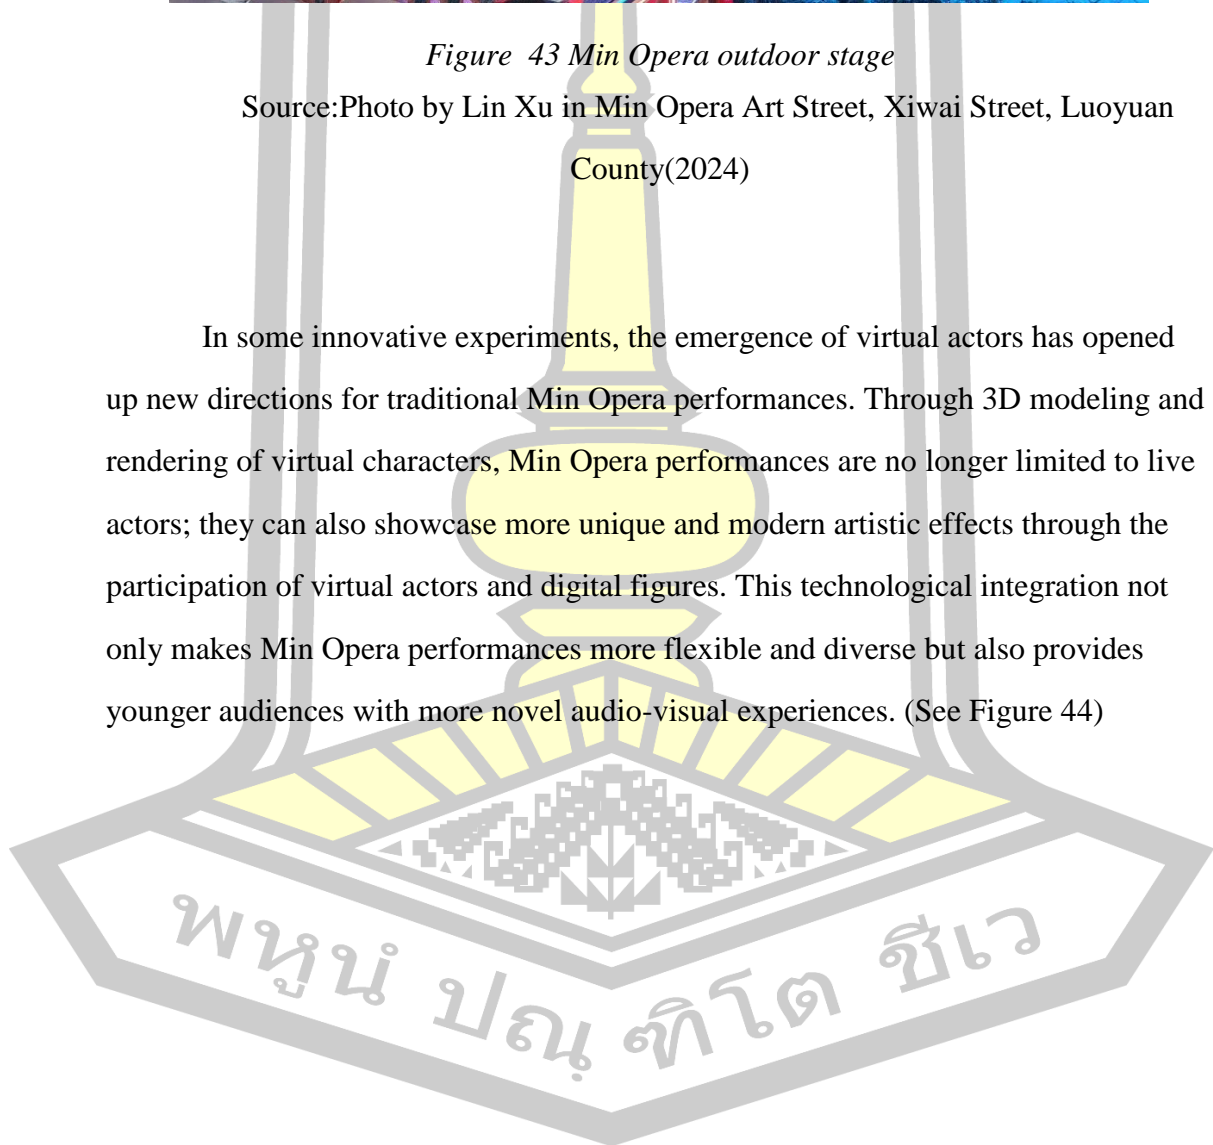 Figure  43 Min Opera outdoor stage
Source:Photo by Lin Xu in Min Opera Art Street, Xiwai Street, Luoyuan
County(2024)
In some innovative experiments, the emergence of virtual actors has opened
up new directions for traditional Min Opera performances. Through 3D modeling and
rendering of virtual characters, Min Opera performances are no longer limited to live
actors; they can also showcase more unique and modern artistic effects through the
participation of virtual actors and digital figures. This technological integration not
only makes Min Opera performances more flexible and diverse but also provides
younger audiences with more novel audio-visual experiences. (See Figure 44)
พหูนํ ปณฺฑิโต ชีเว